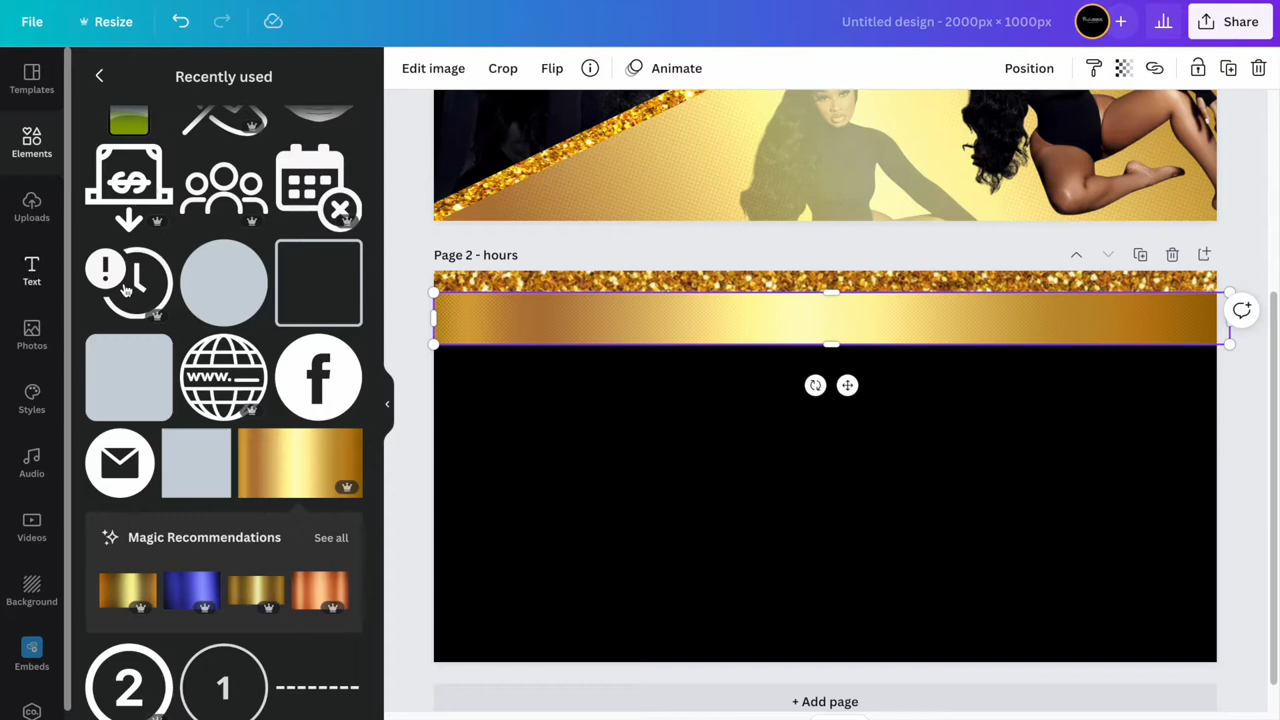 File Resize Untitled design - 2000px × 1000px Share
Templates
Elements
Uploads
Text
Photos
Styles
Audio
Videos
Background
Embeds
Recently used
$
!
WWW.
f
Magic Recommendations See all
2 1
Edit image Crop Flip Animate Position
Page 2 - hours
+ Add page